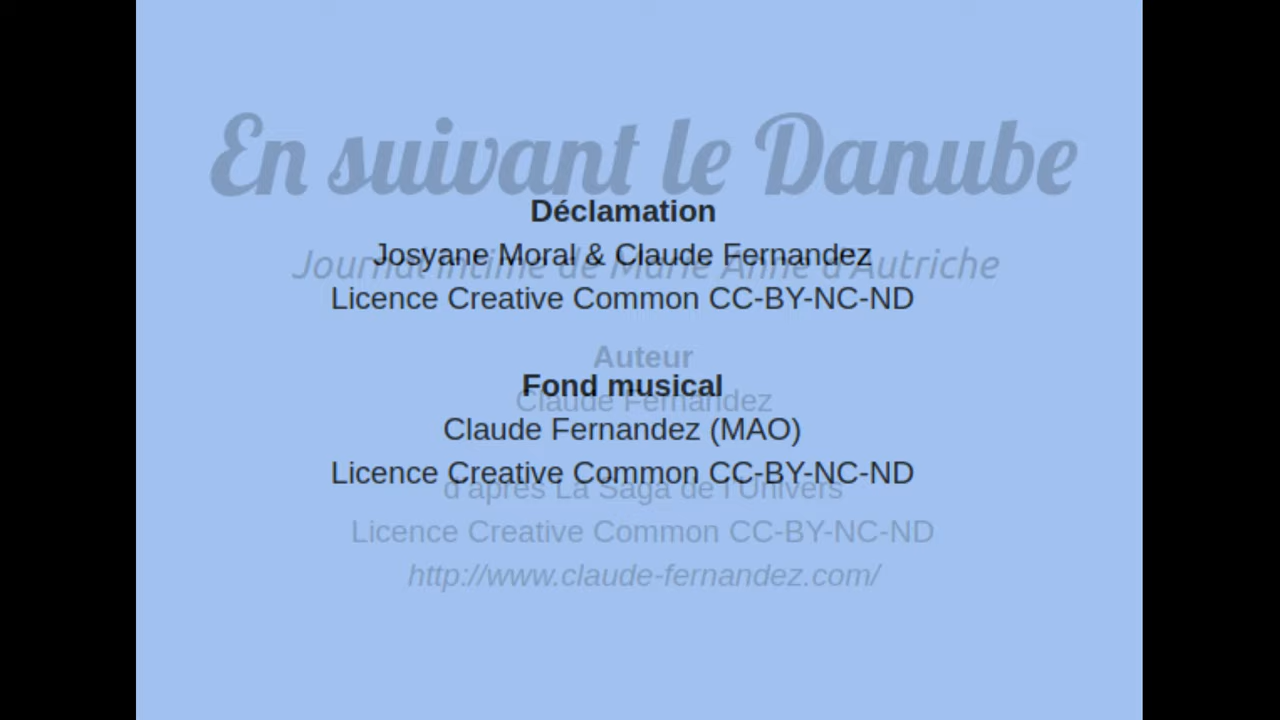 En suivant le Danube
Déclamation
Josyane Moral & Claude Fernandez
Journal intime de Marie Anne d'Autriche
Licence Creative Common CC-BY-NC-ND
Auteur
Fond musical
Claude Fernandez
Claude Fernandez (MAO)
Licence Creative Common CC-BY-NC-ND
d'après La Saga de l'Univers
Licence Creative Common CC-BY-NC-ND
http://www.claude-fernandez.com/